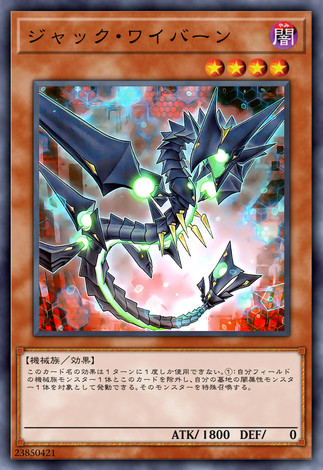 ジャック・ワイバーン
やみ
闇
【機械族／効果】
このカード名の効果は１ターンに１度しか使用できない。①：自分フィールド
の機械族モンスター１体とこのカードを除外し、自分の墓地の闇属性モンスタ
ー１体を対象として発動できる。そのモンスターを特殊召喚する。
ATK/ 1800 DEF/ 0
23850421